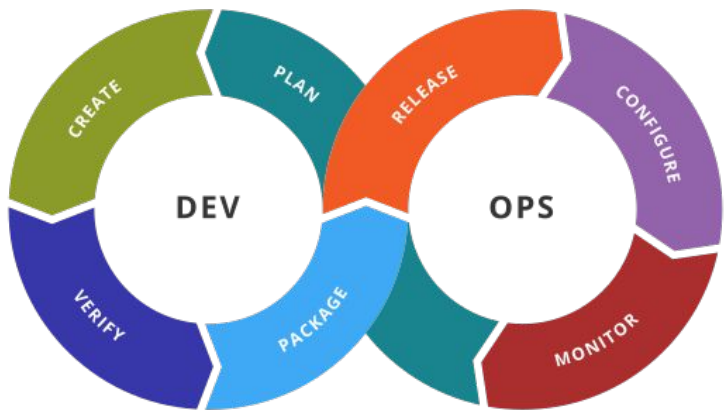 CREATE
PLAN
RELEASE
CONFIGURE
DEV
OPS
VERIFY
PACKAGE
MONITOR